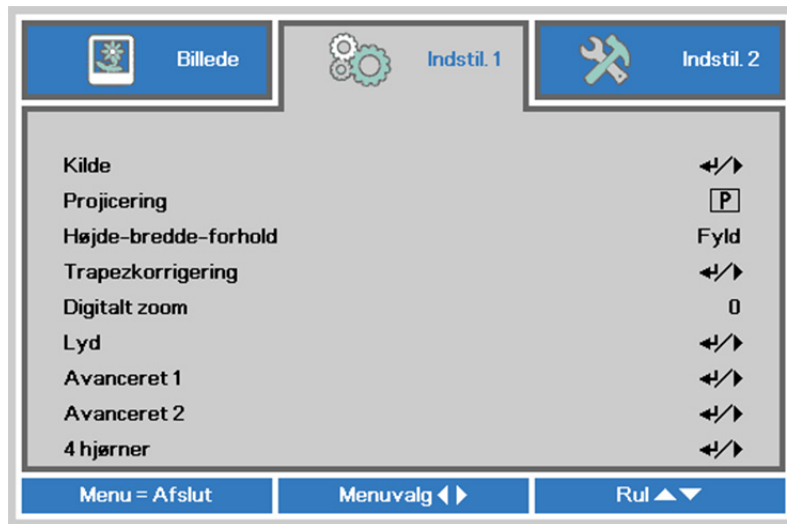 Billede
Indstil. 1
Indstil. 2
Kilde ↵/▶
Projicering P
Højde-bredde-forhold Fyld
Trapezkorrigering ↵/▶
Digitalt zoom 0
Lyd ↵/▶
Avanceret 1 ↵/▶
Avanceret 2 ↵/▶
4 hjørner ↵/▶
Menu = Afslut
Menuvalg ◀ ▶
Rul ▲▼